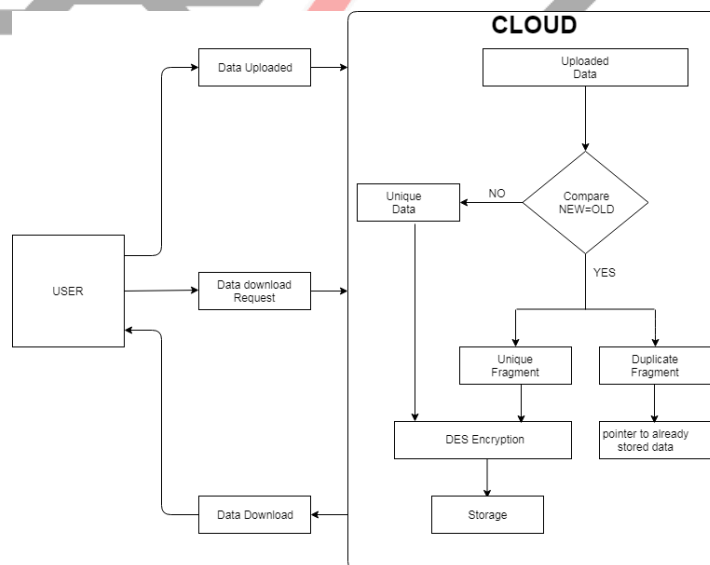 CLOUD
Data Uploaded
Uploaded
Data
Unique
Data
NO
Compare
NEW=OLD
USER
Data download
Request
YES
Unique
Fragment
Duplicate
Fragment
DES Encryption
pointer to already
stored data
Data Download
Storage